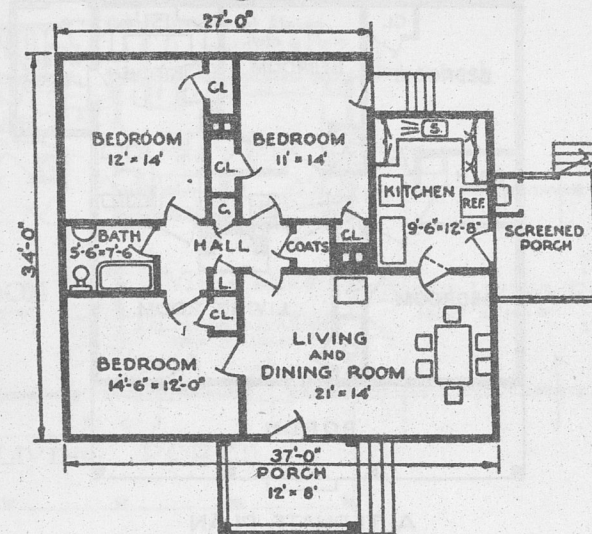 27'-0"
34'-0"
CL.
BEDROOM
12' = 14'
BEDROOM
11' = 14'
CL.
C.
S.
KITCHEN
REF.
9'-6" = 12'-8"
SCREENED
PORCH
BATH
5'-6" = 7'-6"
HALL
COATS
CL.
L.
CL.
BEDROOM
14'-6" = 12'-0"
LIVING
AND
DINING ROOM
21' = 14'
37'-0"
PORCH
12' = 8'